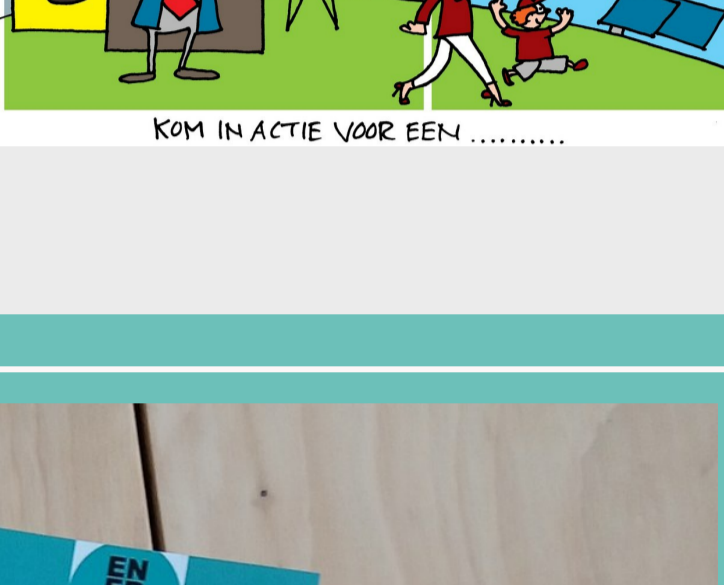 KOM IN ACTIE VOOR EEN ..........
EN